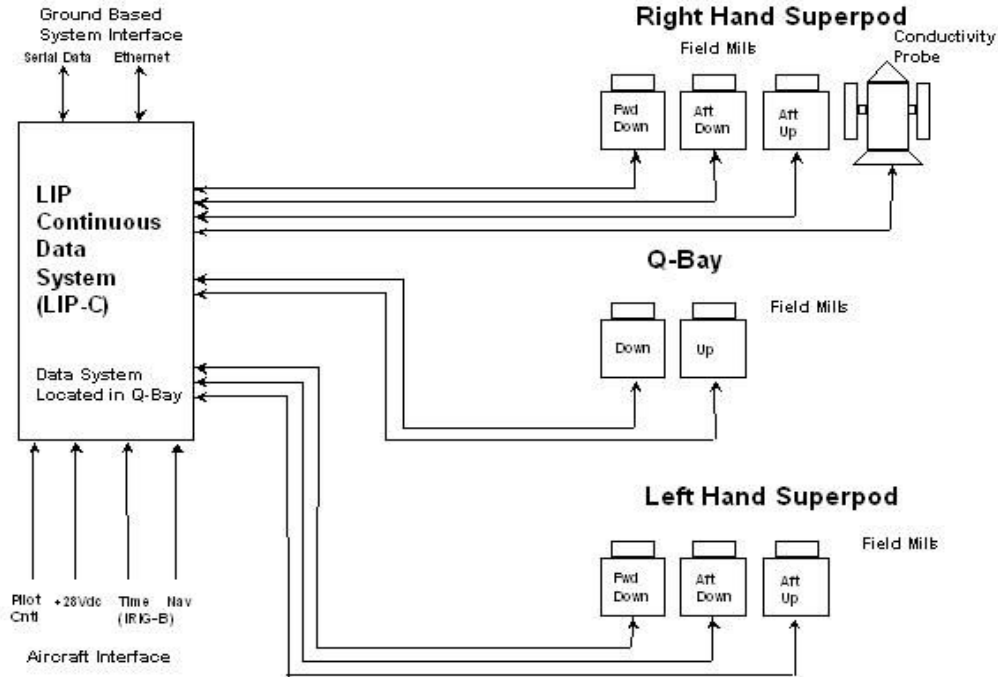 Ground Based
System Interface
Serial Data Ethernet
LIP
Continuous
Data
System
(LIP-C)
Data System
Located in Q-Bay
Pilot
Cntl
+28Vdc
Time
(IRIG-B)
Nav
Aircraft Interface
Right Hand Superpod
Field Mills
Conductivity
Probe
Fwd
Down
Aft
Down
Aft
Up
Q-Bay
Field Mills
Down
Up
Left Hand Superpod
Field Mills
Fwd
Down
Aft
Down
Aft
Up